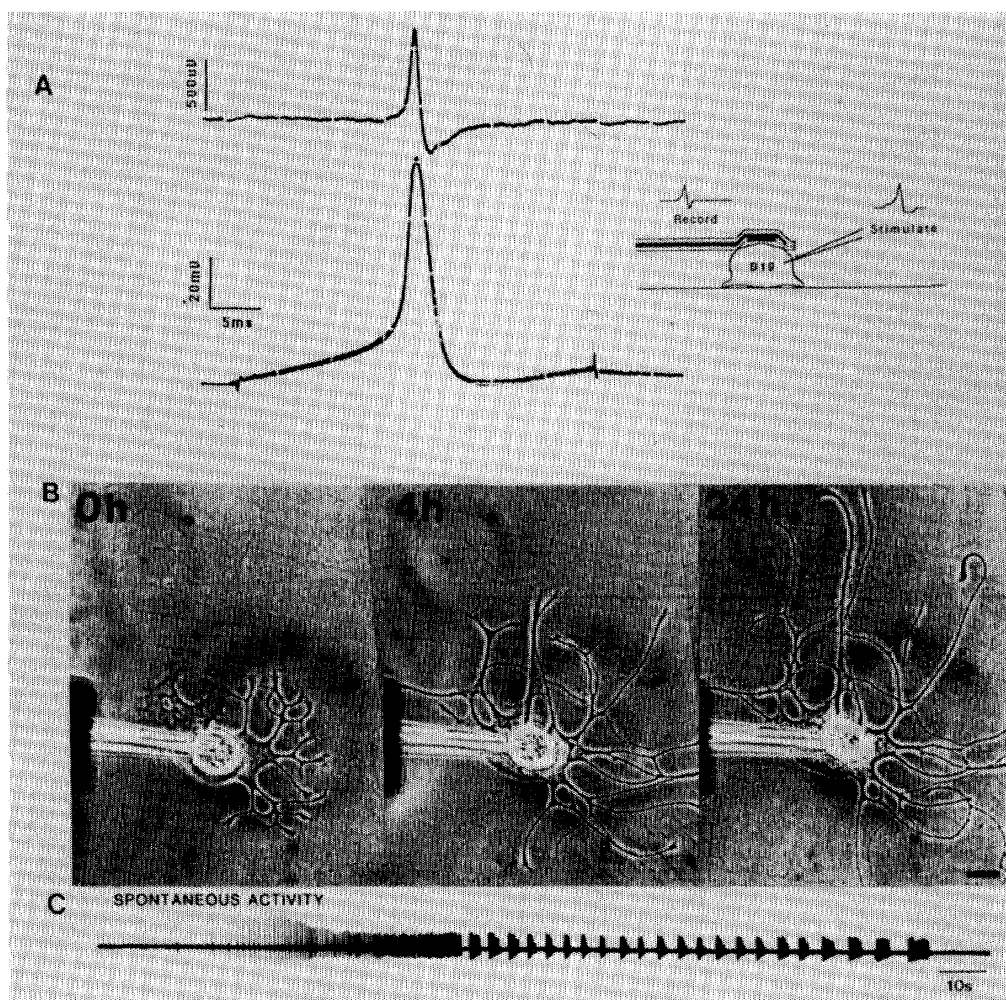 A
500uV
20mV
5ms
Record
Stimulate
B19
B
0h
4h
24h
C
SPONTANEOUS ACTIVITY
10s